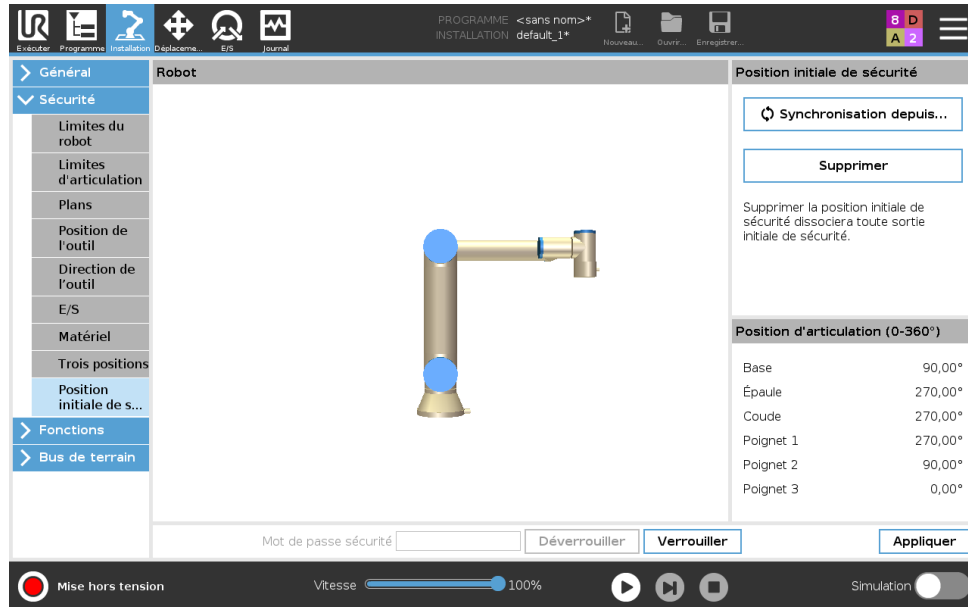 PROGRAMME <sans nom>*
INSTALLATION default_1*
Exécuter Programme Installation Déplaceme... E/S Journal
Nouveau... Ouvrir... Enregistrer...
8 D
A 2
Général
Sécurité
Limites du
robot
Limites
d'articulation
Plans
Position de
l'outil
Direction de
l'outil
E/S
Matériel
Trois positions
Position
initiale de s...
Fonctions
Bus de terrain
Robot
Position initiale de sécurité
Synchronisation depuis...
Supprimer
Supprimer la position initiale de
sécurité dissociera toute sortie
initiale de sécurité.
Position d'articulation (0-360°)
Base 90,00°
Épaule 270,00°
Coude 270,00°
Poignet 1 270,00°
Poignet 2 90,00°
Poignet 3 0,00°
Mot de passe sécurité Déverrouiller Verrouiller Appliquer
Mise hors tension Vitesse 100% Simulation